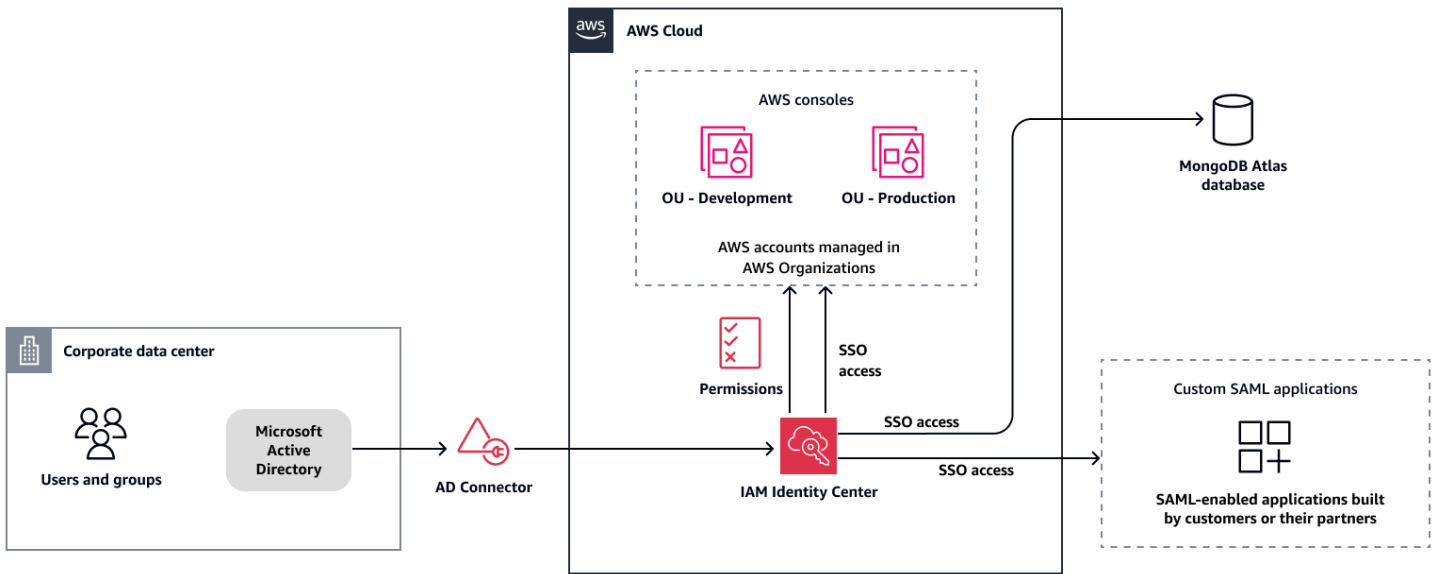 aws
AWS Cloud
AWS consoles
OU - Development
OU - Production
AWS accounts managed in
AWS Organizations
MongoDB Atlas
database
Corporate data center
Users and groups
Microsoft
Active
Directory
AD Connector
Permissions
SSO
access
IAM Identity Center
SSO access
SSO access
Custom SAML applications
SAML-enabled applications built
by customers or their partners